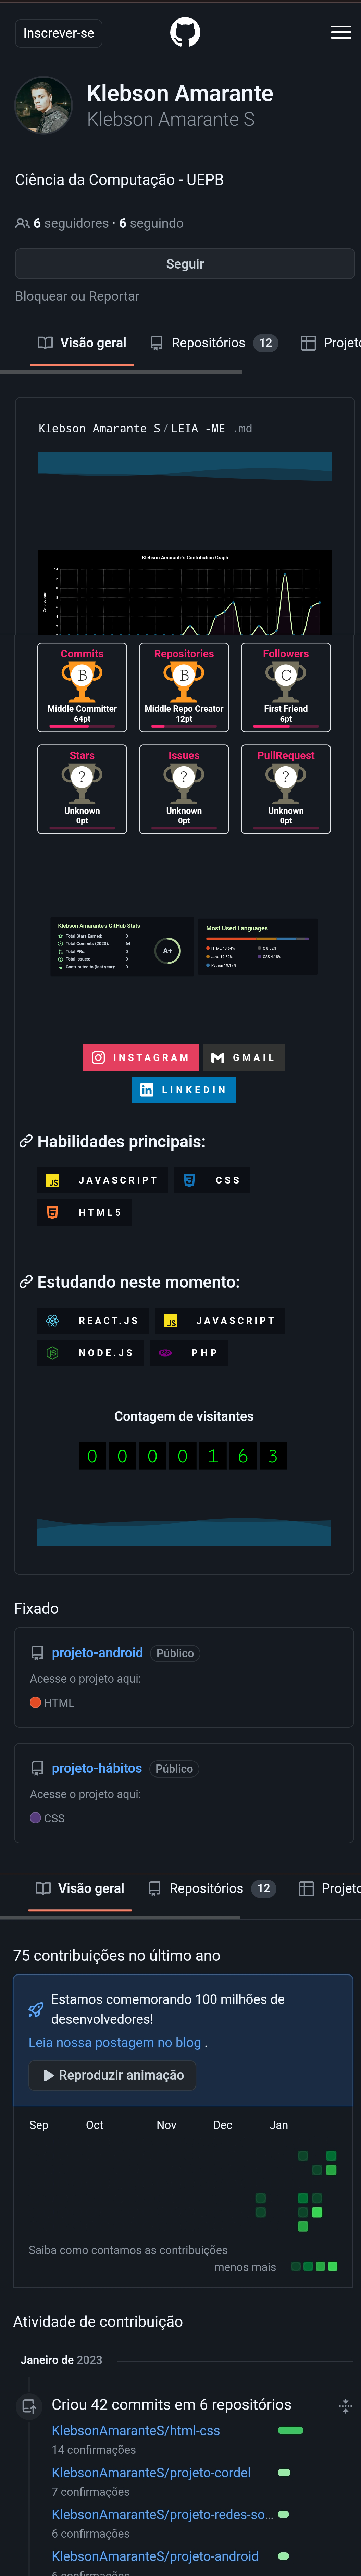 Inscrever-se
Klebson Amarante
Klebson Amarante S
Ciência da Computação - UEPB
6 seguidores · 6 seguindo
Seguir
Bloquear ou Reportar
Visão geral Repositórios 12 Projeto
Klebson Amarante S / LEIA -ME .md
Klebson Amarante's Contribution Graph
Contributions
Commits Repositories Followers
B B C
Middle Committer Middle Repo Creator First Friend
64pt 12pt 6pt
Stars Issues PullRequest
? ? ?
Unknown Unknown Unknown
0pt 0pt 0pt
Klebson Amarante's GitHub Stats
Total Stars Earned: 0
Total Commits (2023): 64
Total PRs: 0
Total Issues: 0
Contributed to (last year): 0
A+
Most Used Languages
HTML 48.64% C 0.32%
Java 19.69% CSS 4.18%
Python 19.17%
INSTAGRAM GMAIL
LINKEDIN
Habilidades principais:
JS JAVASCRIPT CSS
HTML5
Estudando neste momento:
REACT.JS JS JAVASCRIPT
NODE.JS PHP
Contagem de visitantes
0 0 0 0 1 6 3
Fixado
projeto-android Público
Acesse o projeto aqui:
HTML
projeto-hábitos Público
Acesse o projeto aqui:
CSS
Visão geral Repositórios 12 Projeto
75 contribuições no último ano
Estamos comemorando 100 milhões de
desenvolvedores!
Leia nossa postagem no blog .
Reproduzir animação
Sep Oct Nov Dec Jan
Saiba como contamos as contribuições
menos mais
Atividade de contribuição
Janeiro de 2023
Criou 42 commits em 6 repositórios
KlebsonAmaranteS/html-css
14 confirmações
KlebsonAmaranteS/projeto-cordel
7 confirmações
KlebsonAmaranteS/projeto-redes-so...
6 confirmações
KlebsonAmaranteS/projeto-android